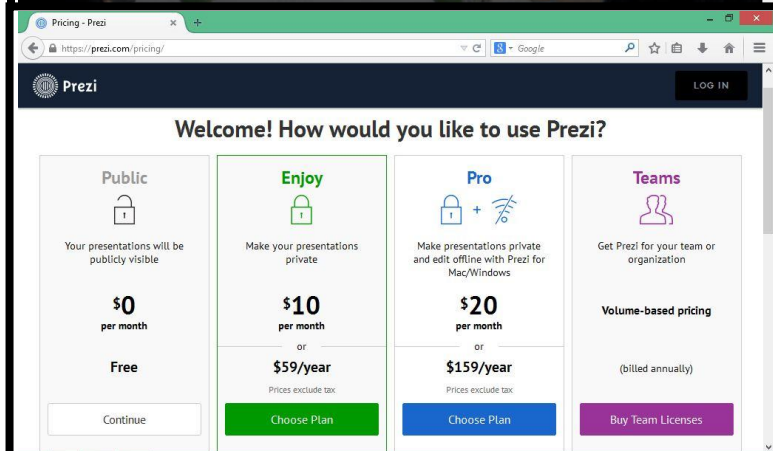 Pricing - Prezi
https://prezi.com/pricing/
Google
Prezi
LOG IN
Welcome! How would you like to use Prezi?
Public
Your presentations will be
publicly visible
$0
per month
Free
Continue
Enjoy
Make your presentations
private
$10
per month
or
$59/year
Prices exclude tax
Choose Plan
Pro
+
Make presentations private
and edit offline with Prezi for
Mac/Windows
$20
per month
or
$159/year
Prices exclude tax
Choose Plan
Teams
Get Prezi for your team or
organization
Volume-based pricing
(billed annually)
Buy Team Licenses